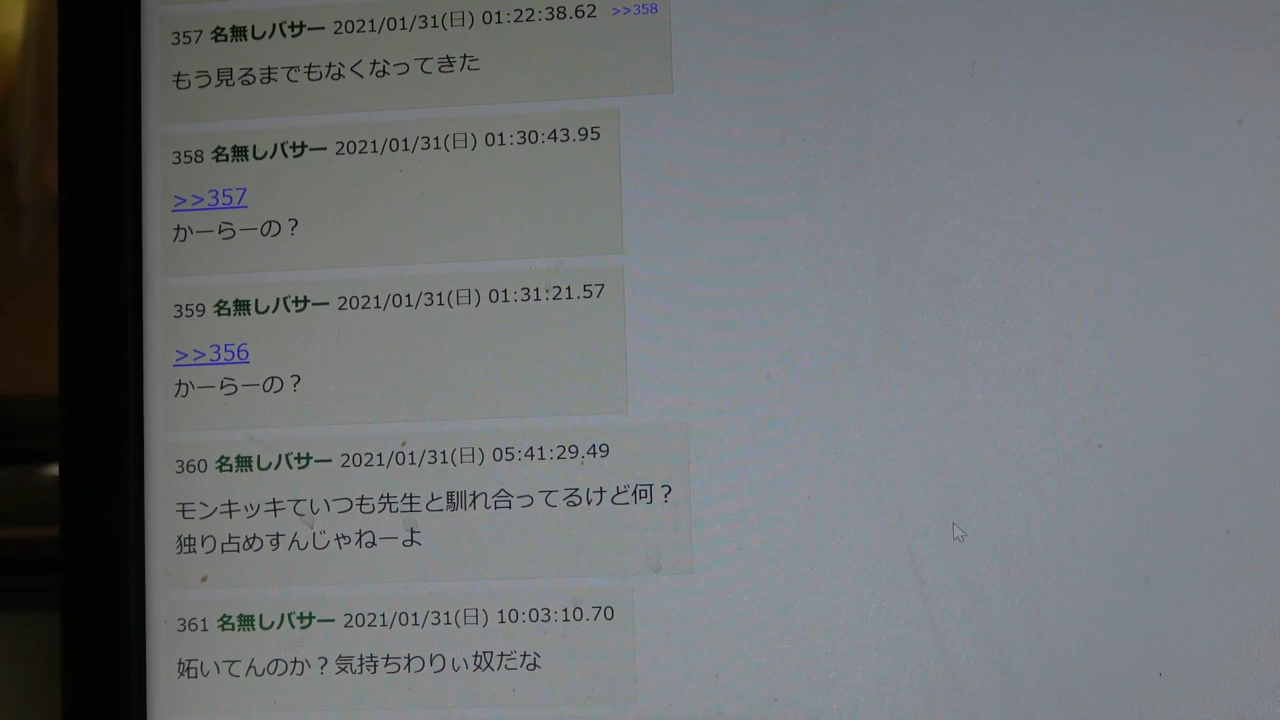 357 名無しバサー 2021/01/31(日) 01:22:38.62 >>358
もう見るまでもなくなってきた
358 名無しバサー 2021/01/31(日) 01:30:43.95
>>357
かーらーの？
359 名無しバサー 2021/01/31(日) 01:31:21.57
>>356
かーらーの？
360 名無しバサー 2021/01/31(日) 05:41:29.49
モンキッキていつも先生と馴れ合ってるけど何？
独り占めすんじゃねーよ
361 名無しバサー 2021/01/31(日) 10:03:10.70
妬いてんのか？気持ちわりぃ奴だな